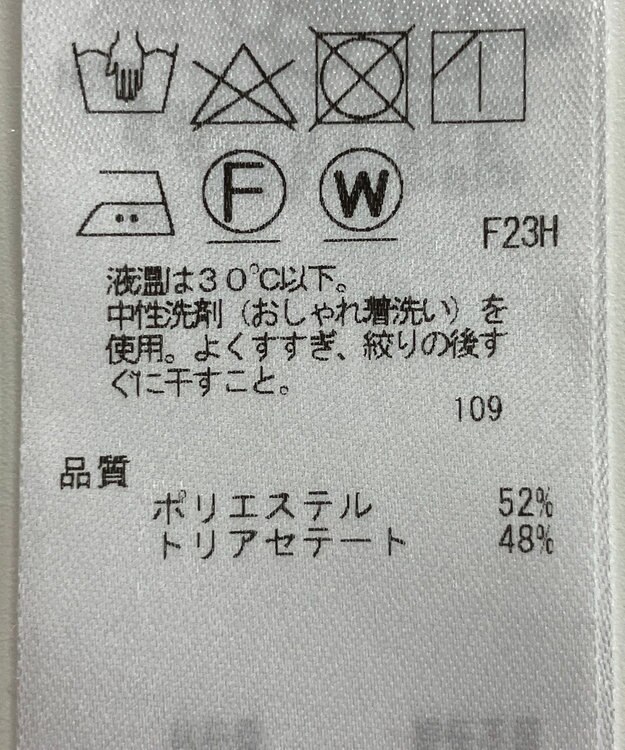 F
W
F23H
液温は30℃以下。
中性洗剤（おしゃれ着洗い）を
使用。よくすすぎ、絞りの後す
ぐに干すこと。
109
品質
ポリエステル 52%
トリアセテート 48%